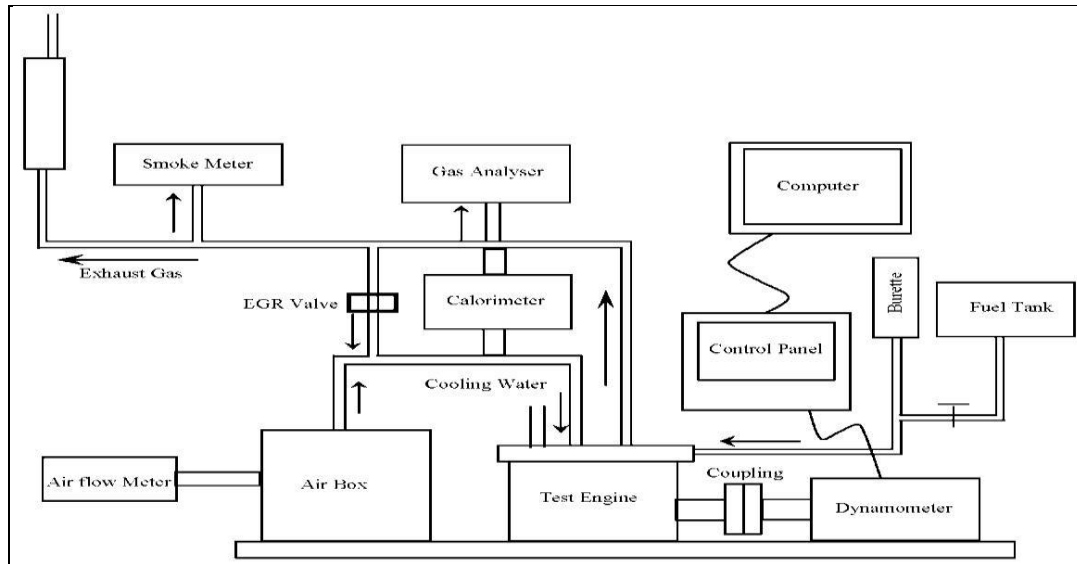 Smoke Meter
Gas Analyser
Computer
Exhaust Gas
EGR Valve
Calorimeter
Burette
Fuel Tank
Control Panel
Cooling Water
Air flow Meter
Air Box
Test Engine
Coupling
Dynamometer